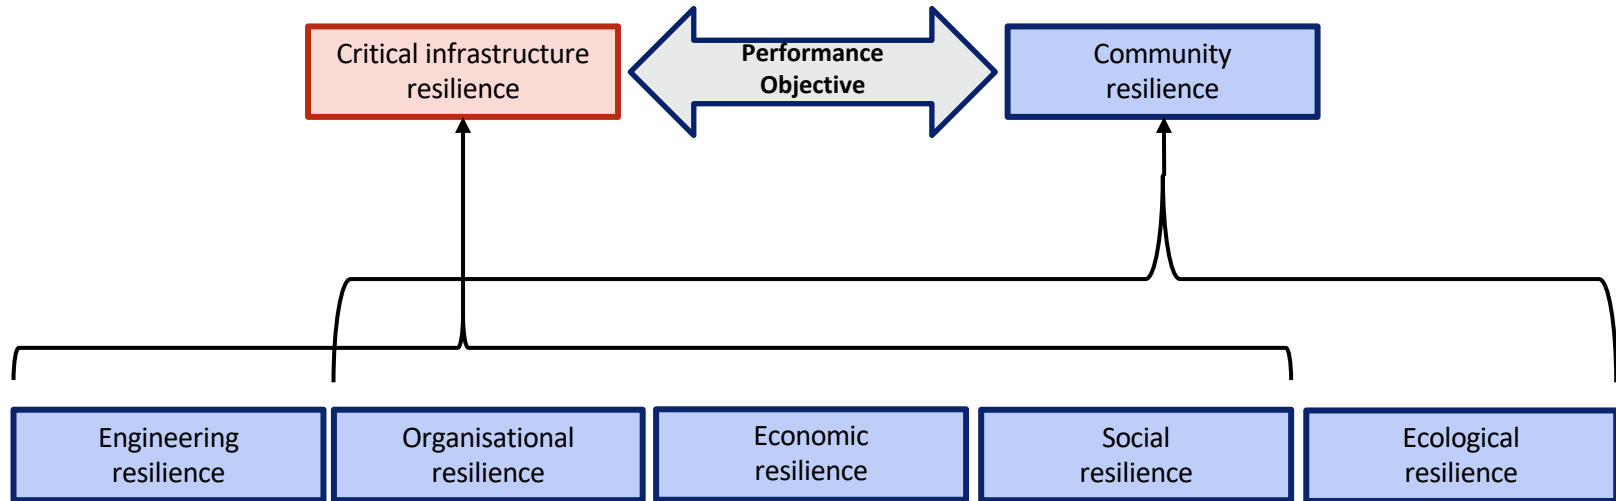 Critical infrastructure
resilience
Performance
Objective
Community
resilience
Engineering
resilience
Organisational
resilience
Economic
resilience
Social
resilience
Ecological
resilience